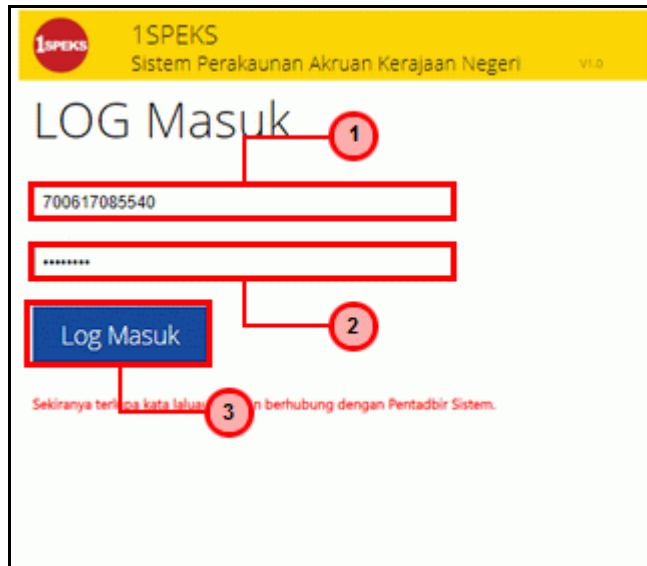 1SPEKS
1SPEKS
Sistem Perakaunan Akruan Kerajaan Negeri
V1.0
LOG Masuk
1
700617085540
••••••••
2
Log Masuk
Sekiranya terlupa kata berhubung dengan Pentadbir Sistem.
3